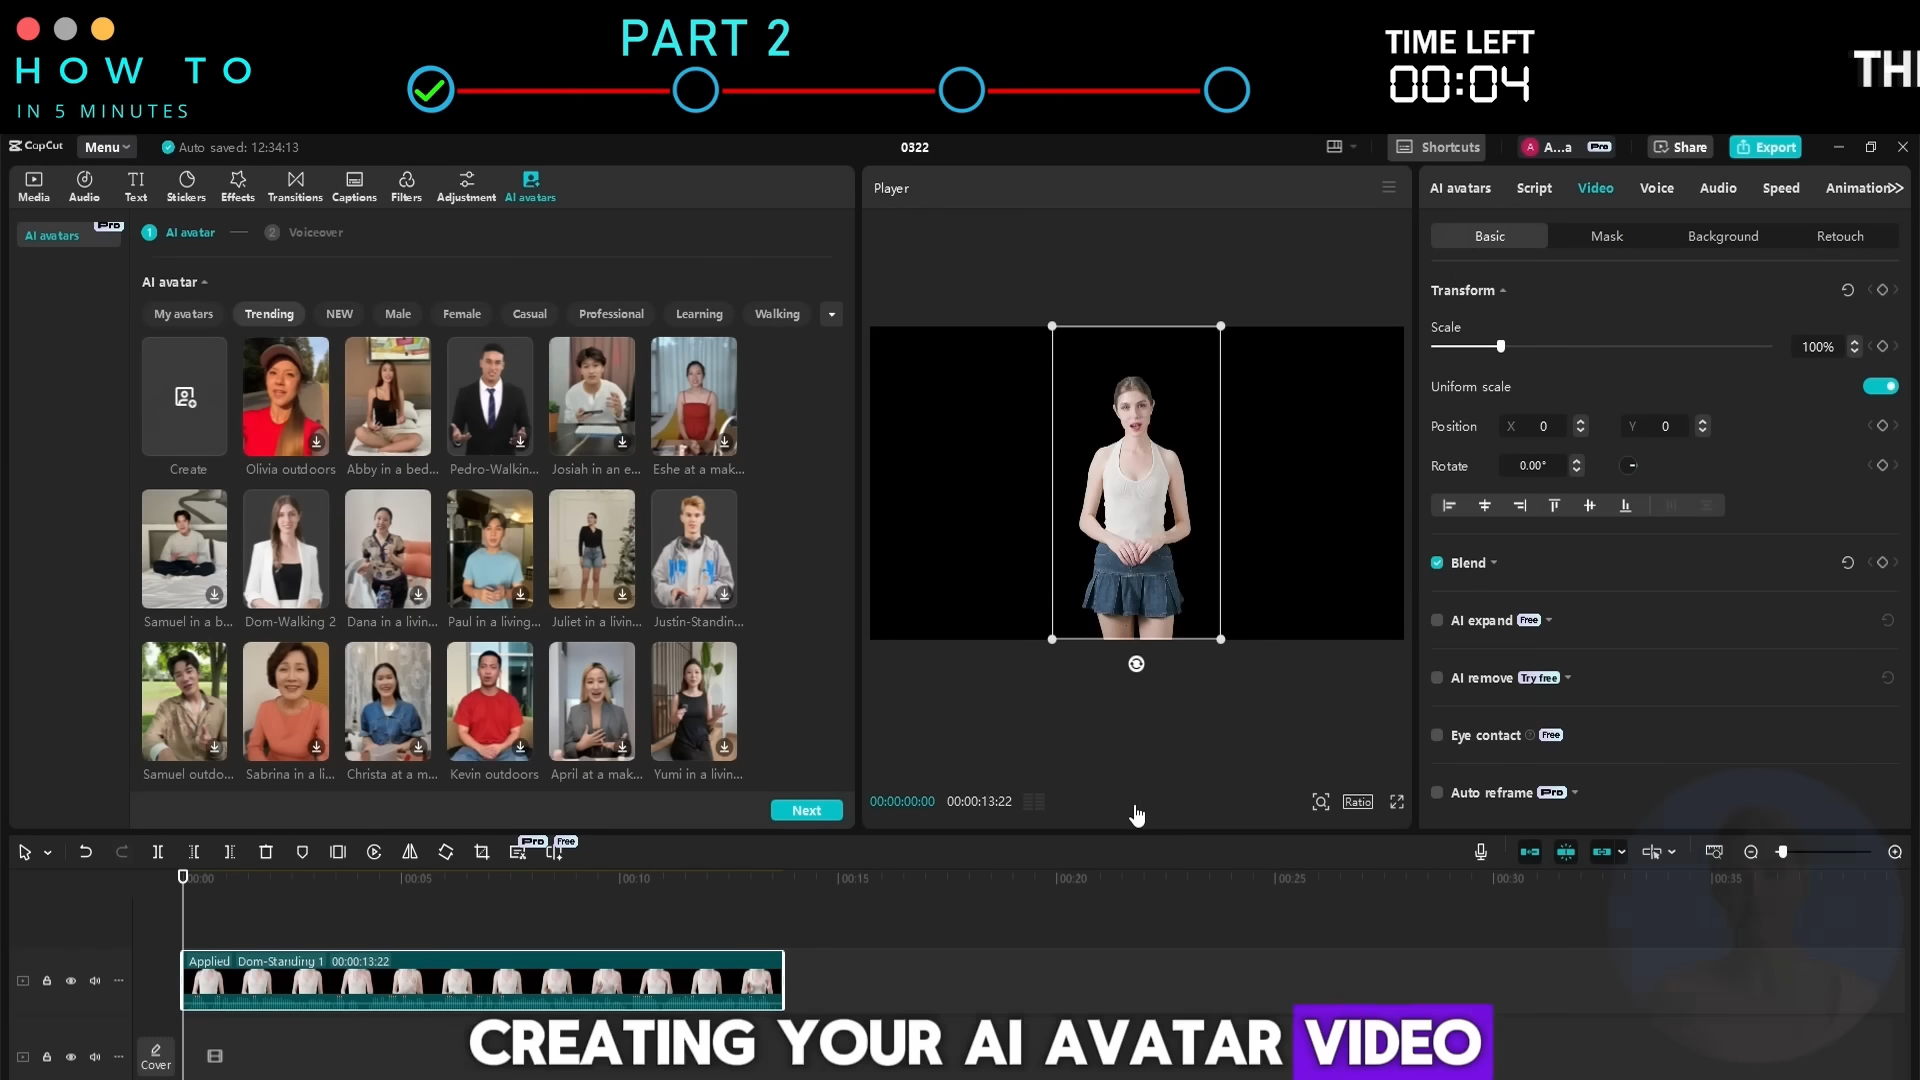 PART 2
TIME LEFT
00:04
HOW TO
IN 5 MINUTES
THI
CapCut
Menu
Auto saved: 12:34:13
0322
Shortcuts
A...a
Pro
Share
Export
Media
Audio
Text
Stickers
Effects
Transitions
Captions
Filters
Adjustment
AI avatars
AI avatars
Pro
1 AI avatar
2 Voiceover
AI avatar
My avatars
Trending
NEW
Male
Female
Casual
Professional
Learning
Walking
Create
Olivia outdoors
Abby in a bed...
Pedro-Walkin...
Josiah in an e...
Eshe at a mak...
Samuel in a b...
Dom-Walking 2
Dana in a livin...
Paul in a living...
Juliet in a livin...
Justin-Standin...
Samuel outdo...
Sabrina in a li...
Christa at a m...
Kevin outdoors
April at a mak...
Yumi in a livin...
Next
Player
00:00:00:00
00:00:13:22
Ratio
AI avatars
Script
Video
Voice
Audio
Speed
Animation
Basic
Mask
Background
Retouch
Transform
Scale
100%
Uniform scale
Position
X 0
Y 0
Rotate
0.00°
Blend
AI expand Free
AI remove Try free
Eye contact Free
Auto reframe Pro
Pro
Free
00:00
00:05
00:10
00:15
00:20
00:25
00:30
00:35
Applied Dom-Standing 1 00:00:13:22
Cover
CREATING YOUR AI AVATAR VIDEO